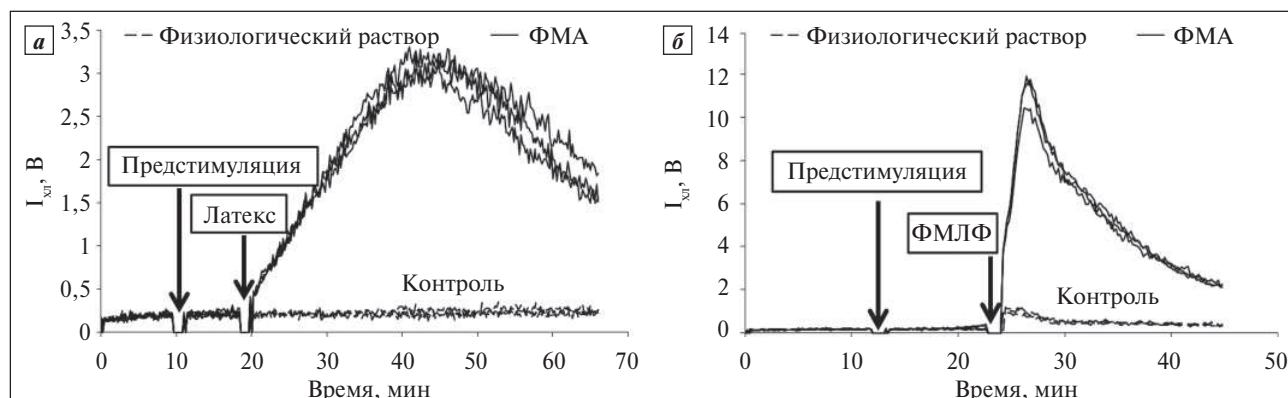 а
Физиологический раствор
ФМА
3,5
3
2,5
2
1,5
1
0,5
0
Iхл, В
Предстимуляция
Латекс
Контроль
0 10 20 30 40 50 60 70
Время, мин
б
Физиологический раствор
ФМА
14
12
10
8
6
4
2
0
Iхл, В
Предстимуляция
ФМЛФ
Контроль
0 10 20 30 40 50
Время, мин